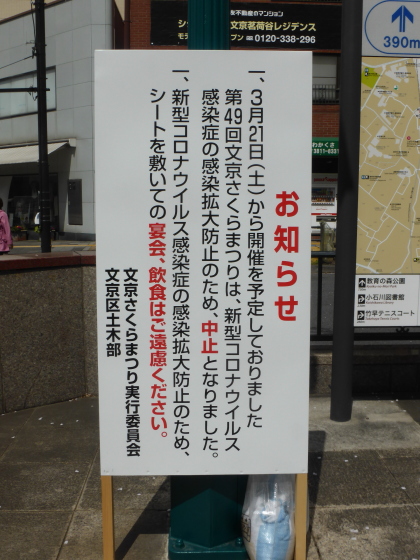 お知らせ
一、3月21日(土)から開催を予定しておりました
第49回文京さくらまつりは、新型コロナウイルス
感染症の感染拡大防止のため、中止となりました。
一、新型コロナウイルス感染症の感染拡大防止のため、
シートを敷いての宴会、飲食はご遠慮ください。
文京さくらまつり実行委員会
文京区土木部
文京茗荷谷レジデンス
0120-338-296
390m
教育の森公園
小石川図書館
竹早テニスコート